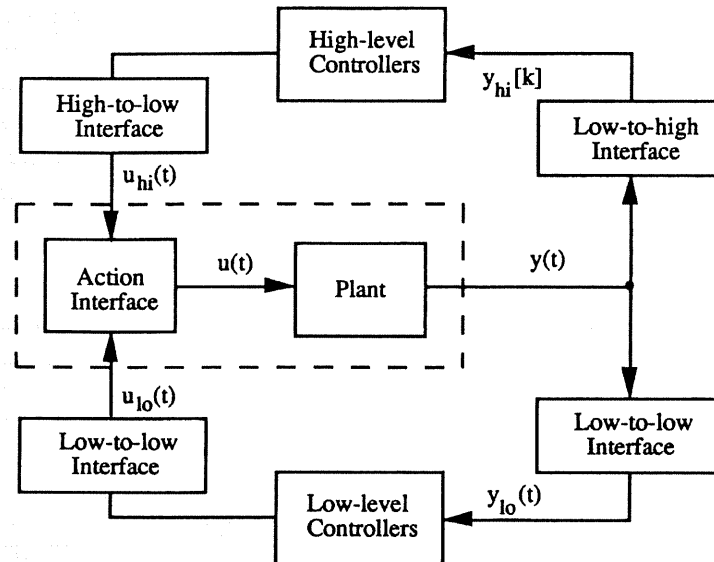 High-level
Controllers
y_hi[k]
High-to-low
Interface
Low-to-high
Interface
u_hi(t)
Action
Interface
u(t)
Plant
y(t)
u_lo(t)
Low-to-low
Interface
Low-to-low
Interface
Low-level
Controllers
y_lo(t)